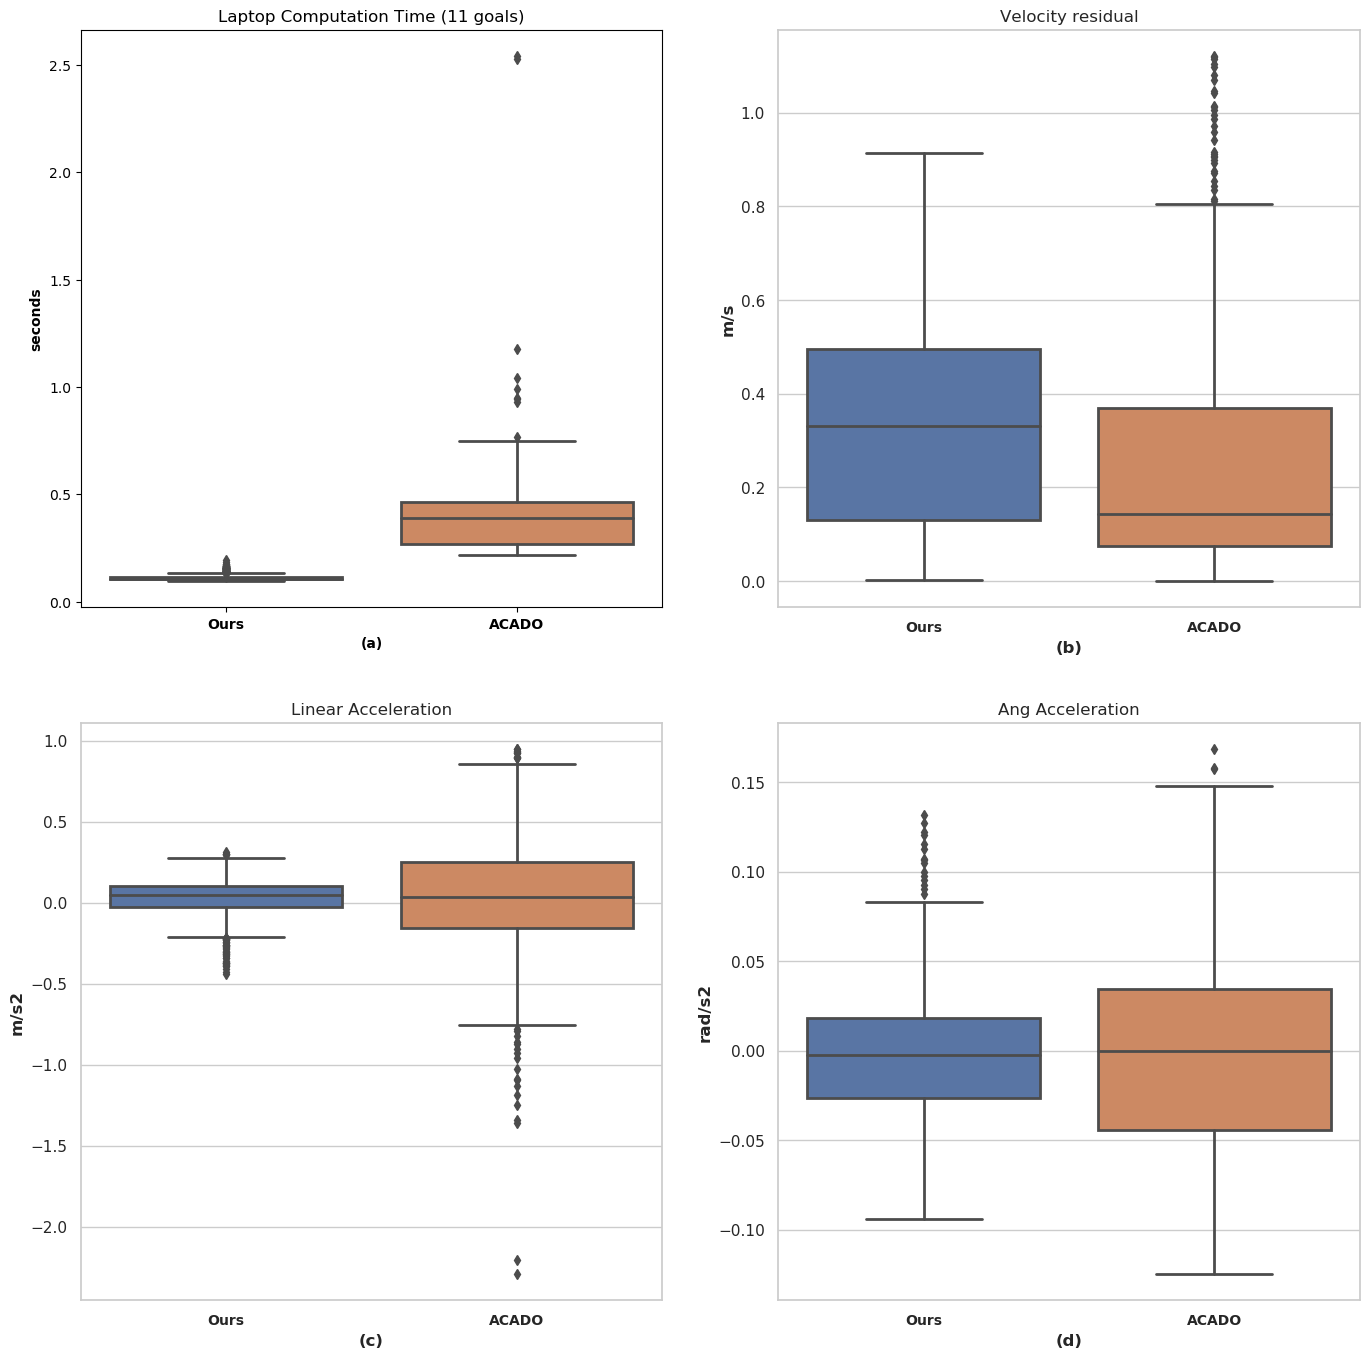 Laptop Computation Time (11 goals)
2.5
2.0
1.5
1.0
0.5
0.0
seconds
Ours ACADO
(a)
Velocity residual
1.0
0.8
0.6
0.4
0.2
0.0
m/s
Ours ACADO
(b)
Linear Acceleration
1.0
0.5
0.0
−0.5
−1.0
−1.5
−2.0
m/s2
Ours ACADO
(c)
Ang Acceleration
0.15
0.10
0.05
0.00
−0.05
−0.10
rad/s2
Ours ACADO
(d)